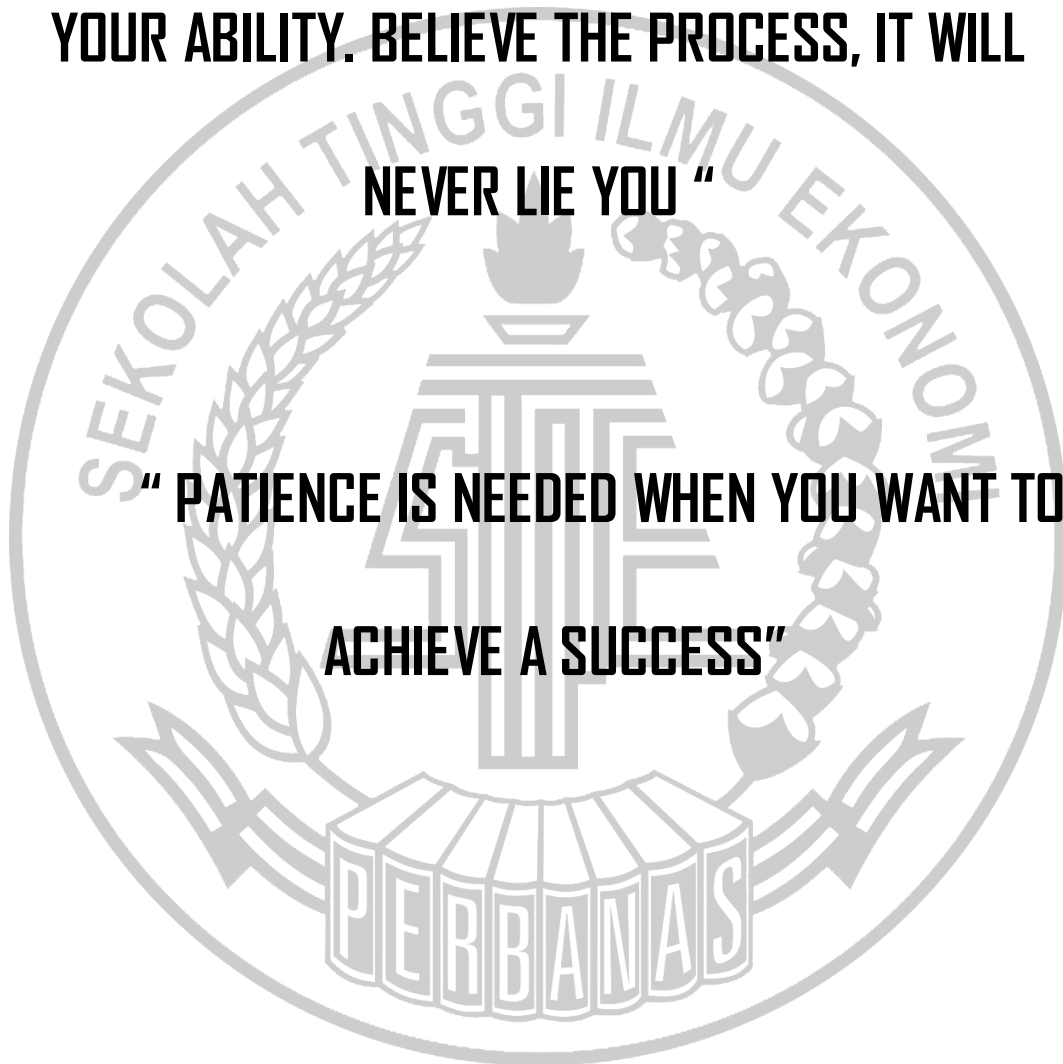 YOUR ABILITY. BELIEVE THE PROCESS, IT WILL
NEVER LIE YOU “
“ PATIENCE IS NEEDED WHEN YOU WANT TO
ACHIEVE A SUCCESS”
SEKOLAH TINGGI ILMU EKONOM
PERBANAS